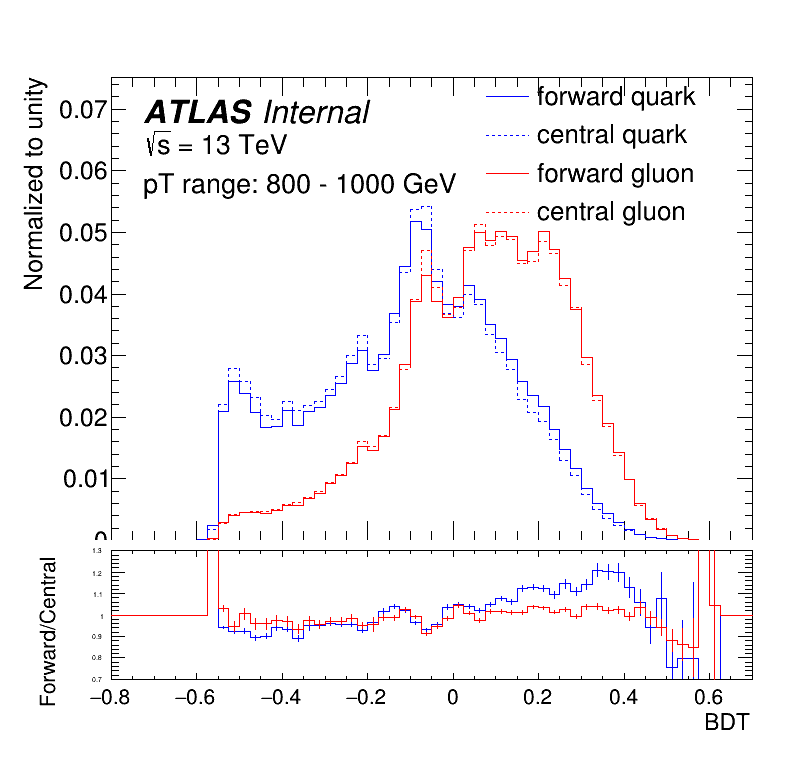 Normalized to unity
0.07
0.06
0.05
0.04
0.03
0.02
0.01
0
ATLAS Internal
√s = 13 TeV
pT range: 800 - 1000 GeV
forward quark
central quark
forward gluon
central gluon
Forward/Central
1.3
1.2
1.1
1
0.9
0.8
0.7
−0.8 −0.6 −0.4 −0.2 0 0.2 0.4 0.6
BDT